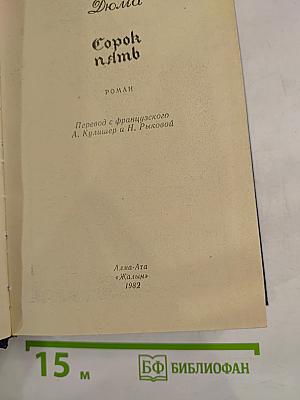 Дюма
Сорок
пять
РОМАН
Перевод с французского
А. Кулишер и Н. Рыковой
Алма-Ата
«Жалын»
1982
15 м
БФ БИБЛИОФАН